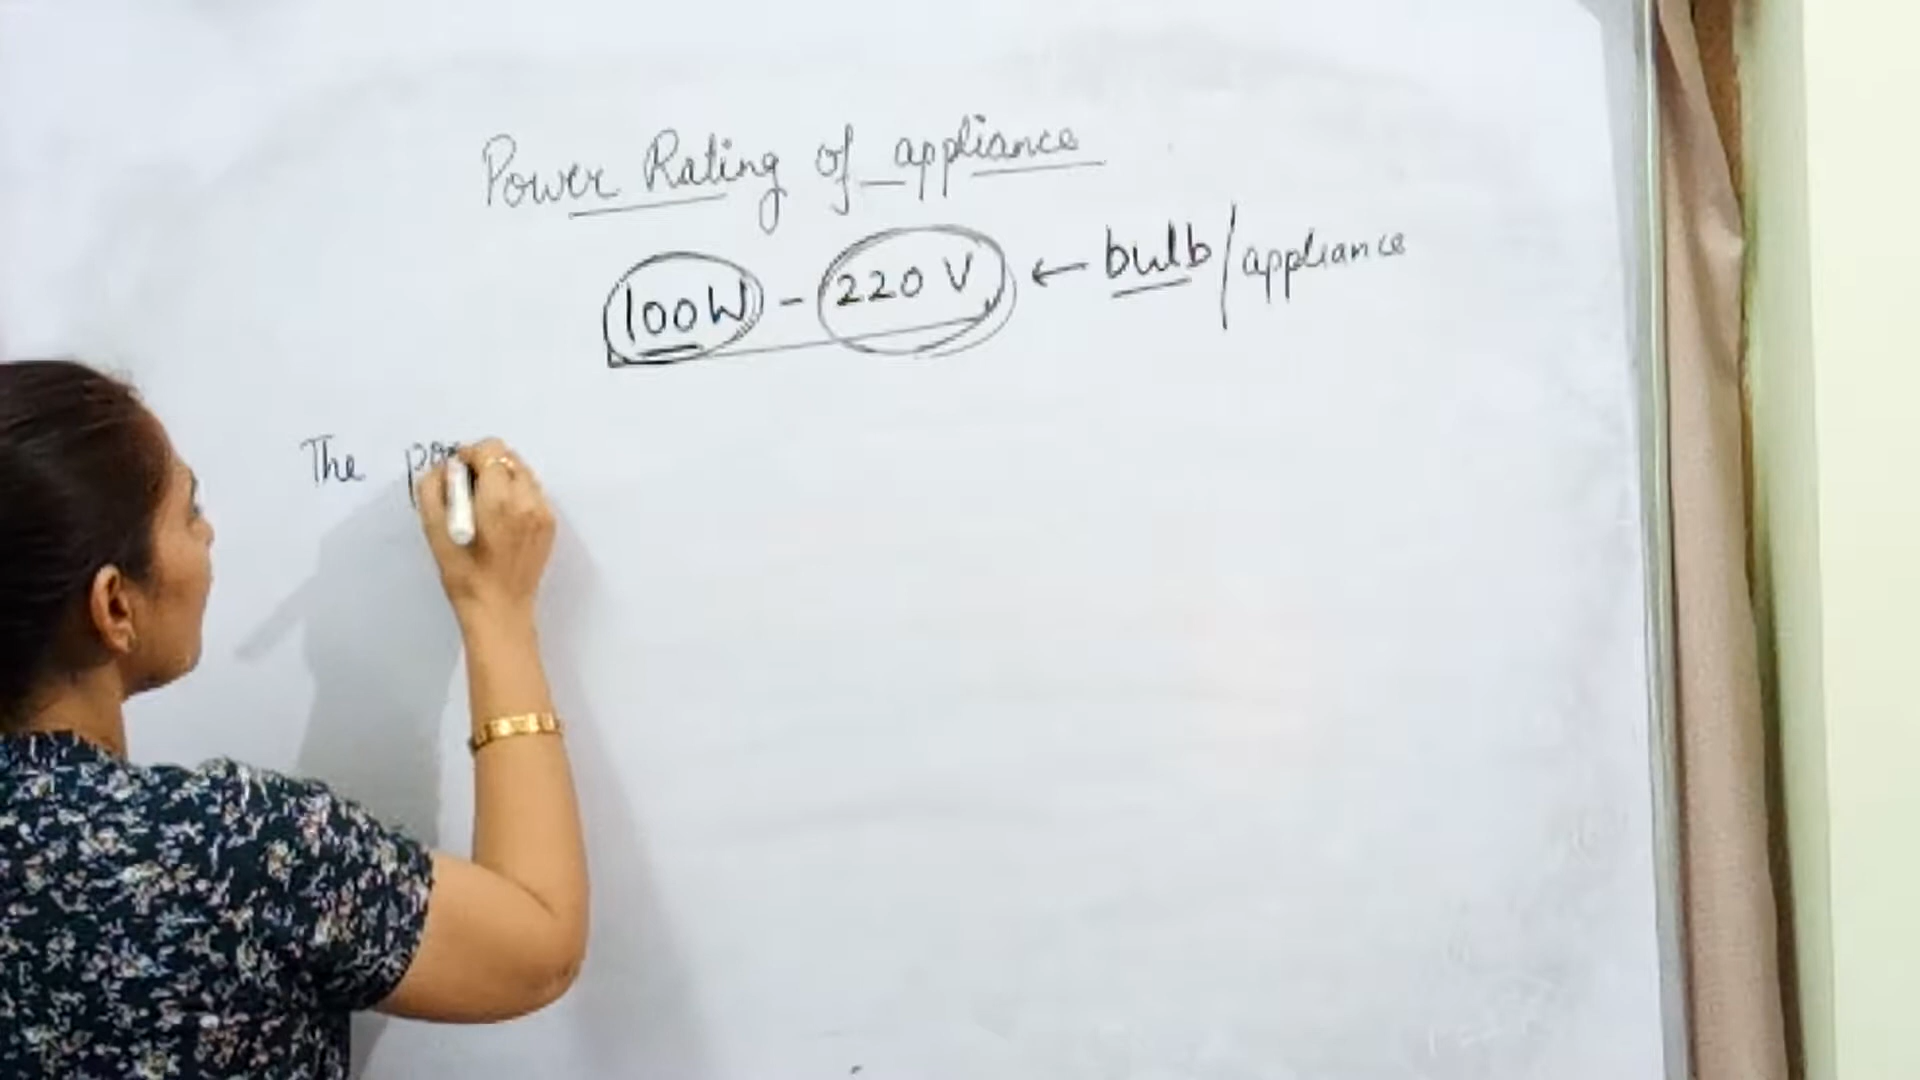 Power Rating of appliance
100W - 220 V ← bulb/appliance
The